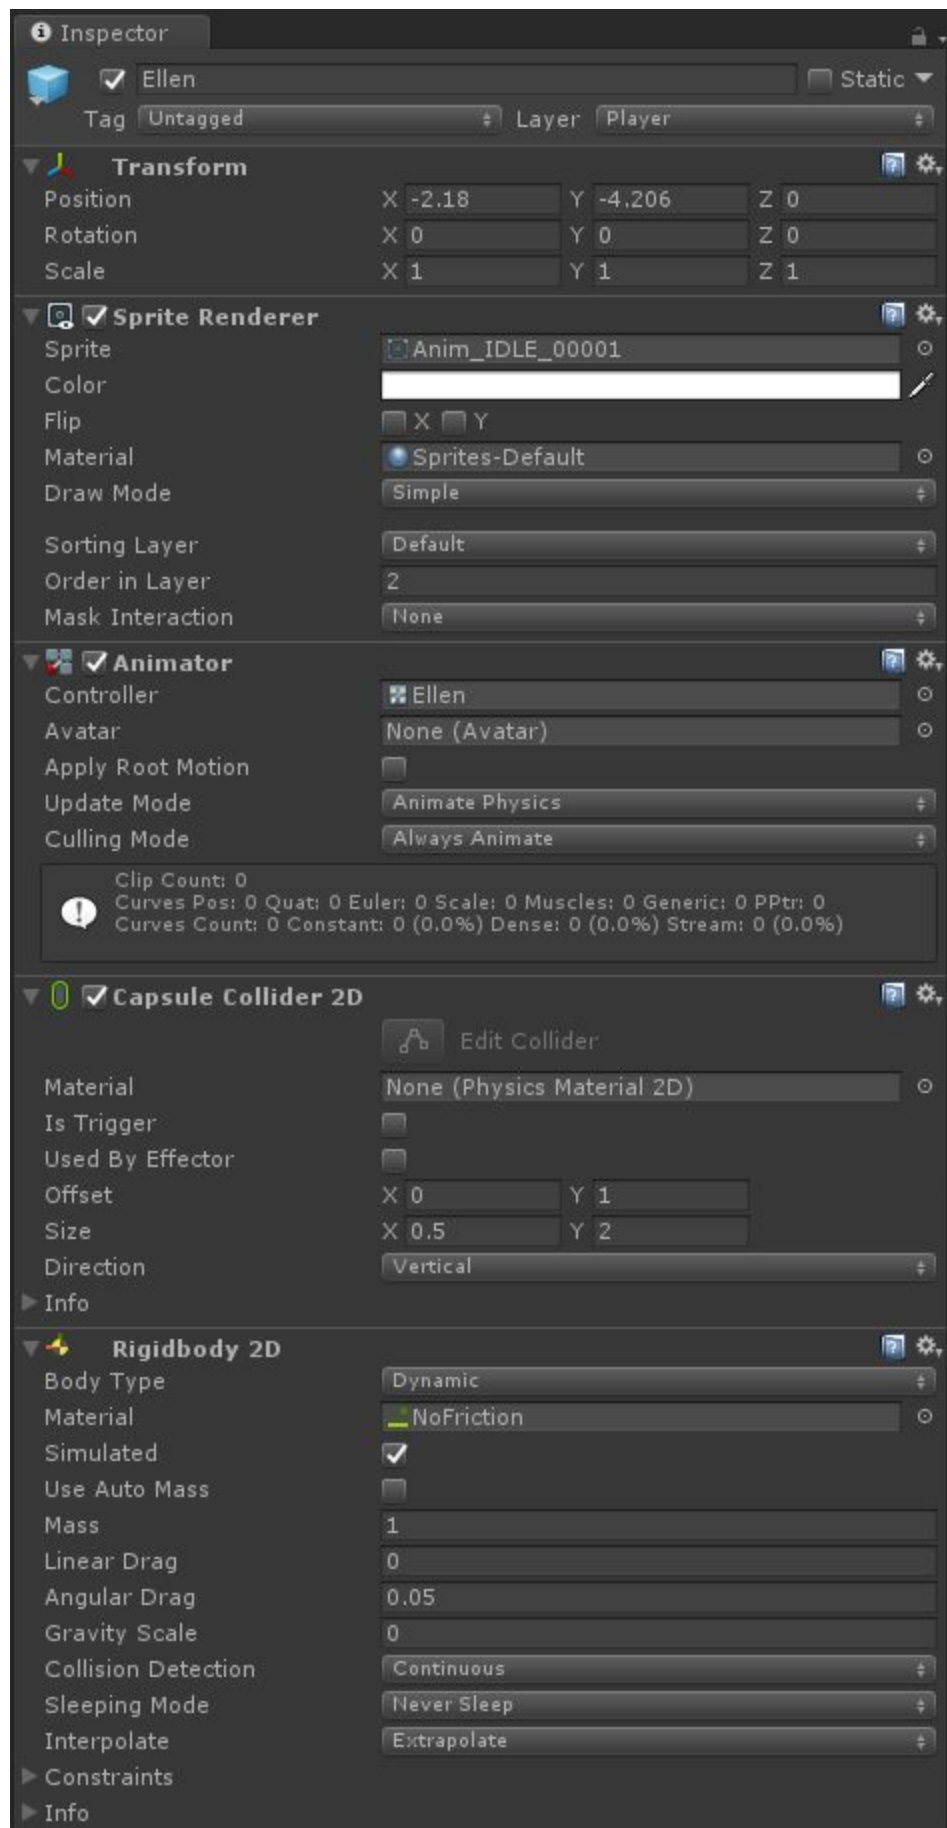 Inspector
Ellen Static
Tag Untagged Layer Player
Transform
Position X -2.18 Y -4.206 Z 0
Rotation X 0 Y 0 Z 0
Scale X 1 Y 1 Z 1
Sprite Renderer
Sprite Anim_IDLE_00001
Color
Flip X Y
Material Sprites-Default
Draw Mode Simple
Sorting Layer Default
Order in Layer 2
Mask Interaction None
Animator
Controller Ellen
Avatar None (Avatar)
Apply Root Motion
Update Mode Animate Physics
Culling Mode Always Animate
Clip Count: 0
Curves Pos: 0 Quat: 0 Euler: 0 Scale: 0 Muscles: 0 Generic: 0 PPtr: 0
Curves Count: 0 Constant: 0 (0.0%) Dense: 0 (0.0%) Stream: 0 (0.0%)
Capsule Collider 2D
Edit Collider
Material None (Physics Material 2D)
Is Trigger
Used By Effector
Offset X 0 Y 1
Size X 0.5 Y 2
Direction Vertical
Info
Rigidbody 2D
Body Type Dynamic
Material NoFriction
Simulated
Use Auto Mass
Mass 1
Linear Drag 0
Angular Drag 0.05
Gravity Scale 0
Collision Detection Continuous
Sleeping Mode Never Sleep
Interpolate Extrapolate
Constraints
Info